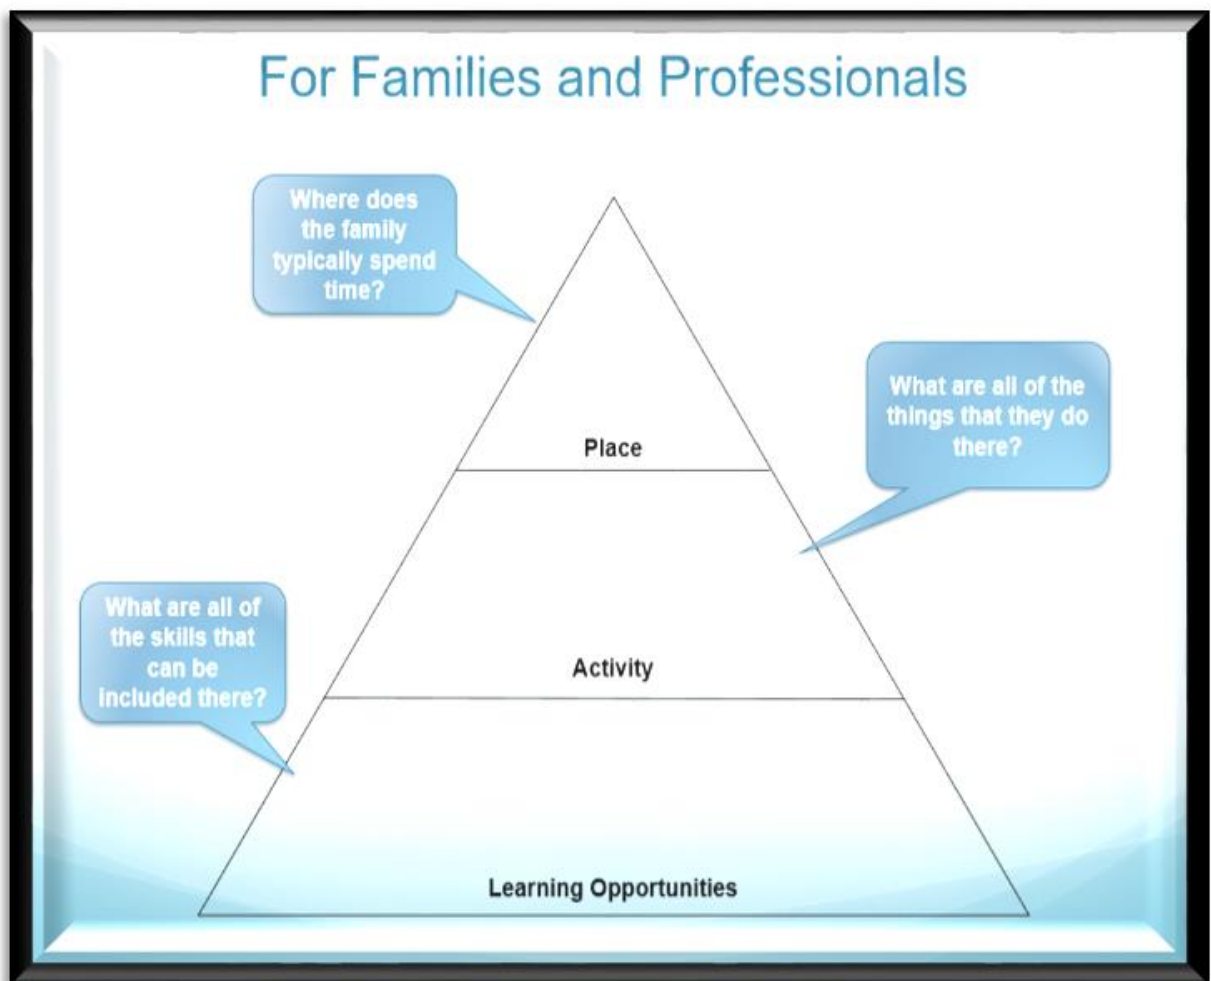 For Families and Professionals
Where does
the family
typically spend
time?
What are all of the
things that they do
there?
Place
What are all of
the skills that
can be
included there?
Activity
Learning Opportunities